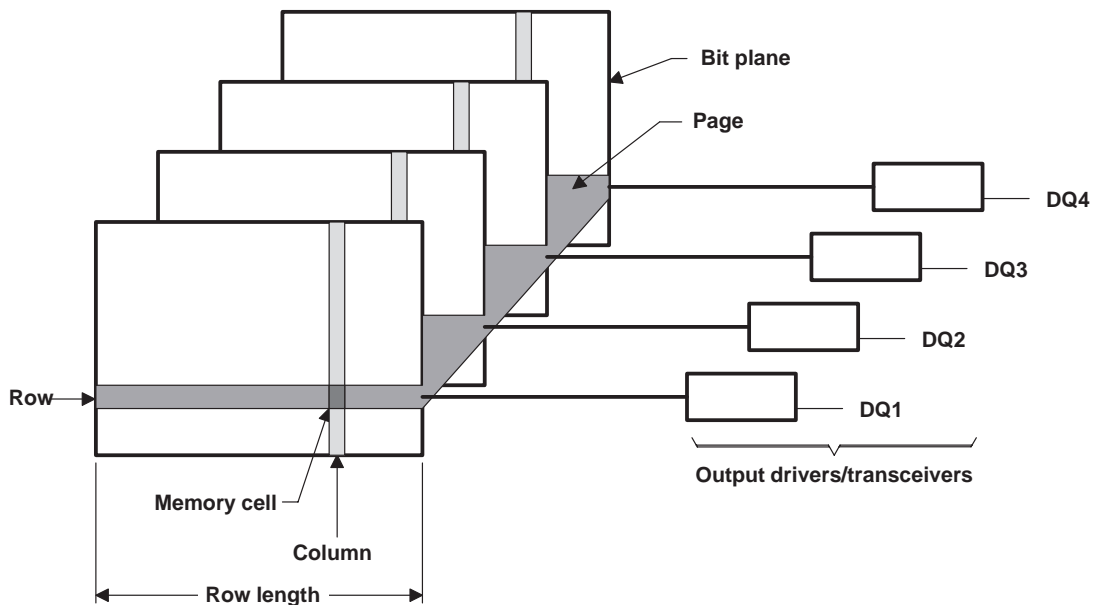 Bit plane
Page
DQ4
DQ3
DQ2
Row
DQ1
Output drivers/transceivers
Memory cell
Column
Row length